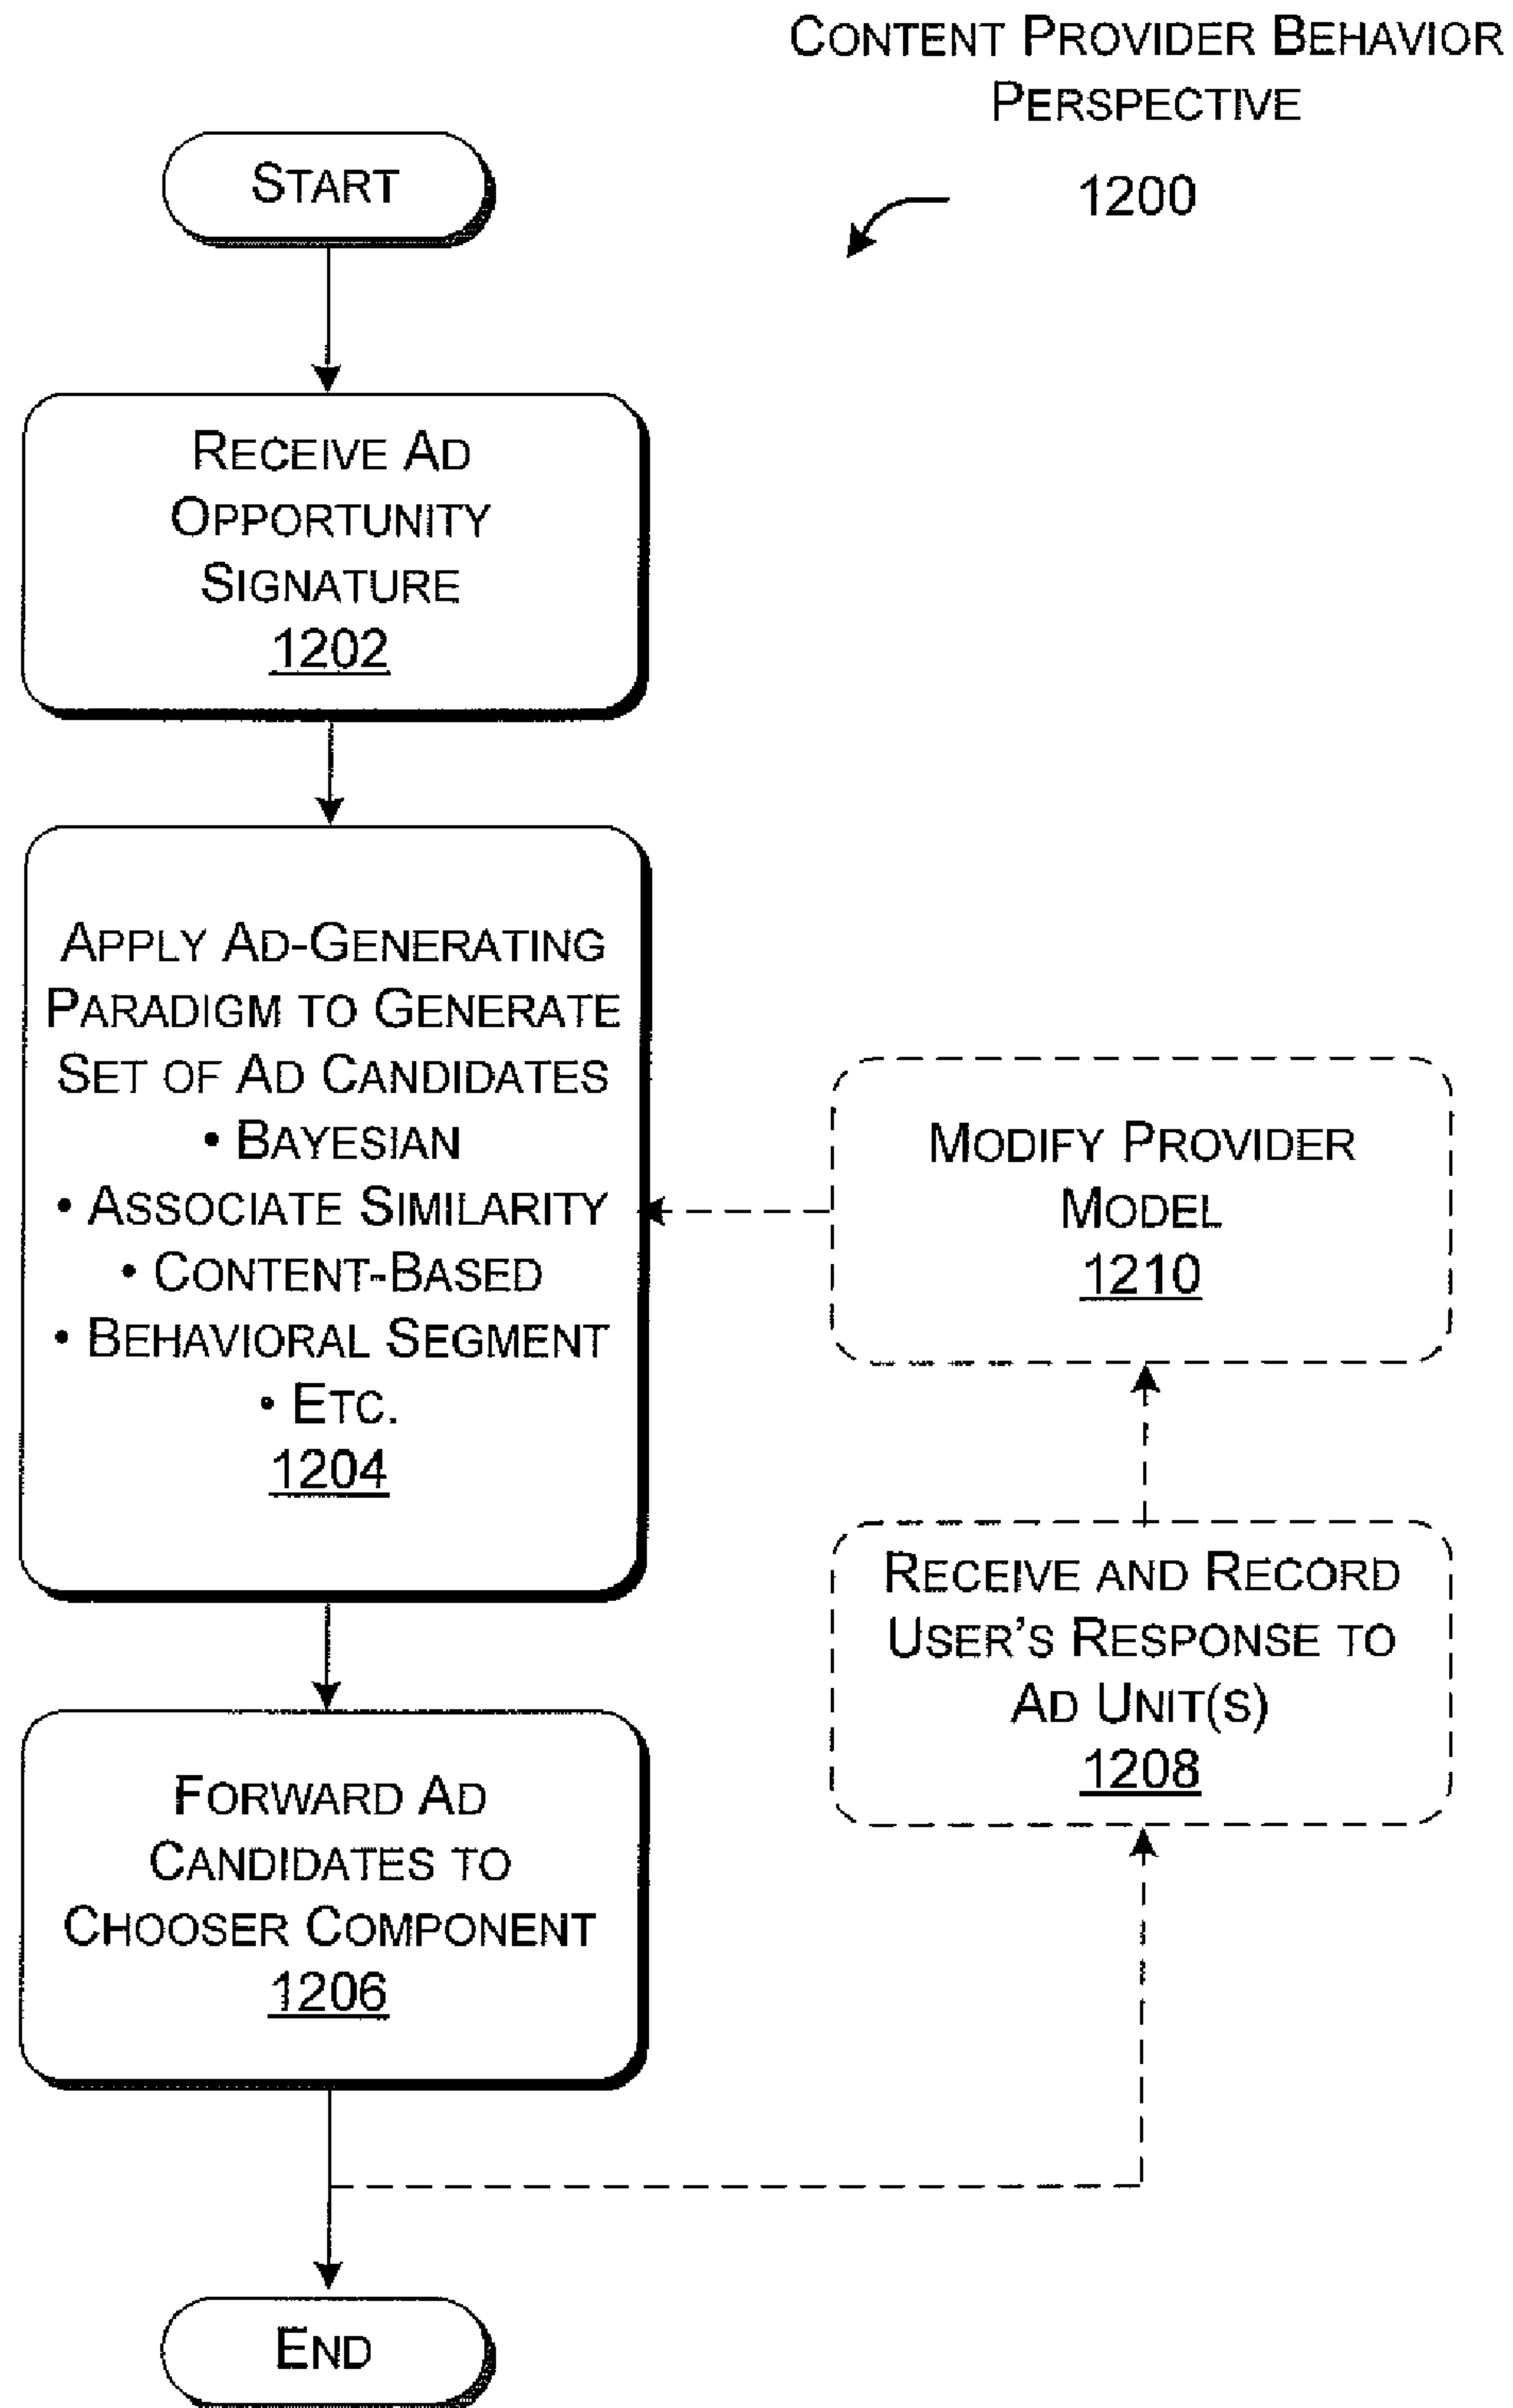 CONTENT PROVIDER BEHAVIOR
PERSPECTIVE
1200
START
RECEIVE AD
OPPORTUNITY
SIGNATURE
1202
APPLY AD-GENERATING
PARADIGM TO GENERATE
SET OF AD CANDIDATES
• BAYESIAN
• ASSOCIATE SIMILARITY
• CONTENT-BASED
• BEHAVIORAL SEGMENT
• ETC.
1204
MODIFY PROVIDER
MODEL
1210
RECEIVE AND RECORD
USER'S RESPONSE TO
AD UNIT(S)
1208
FORWARD AD
CANDIDATES TO
CHOOSER COMPONENT
1206
END